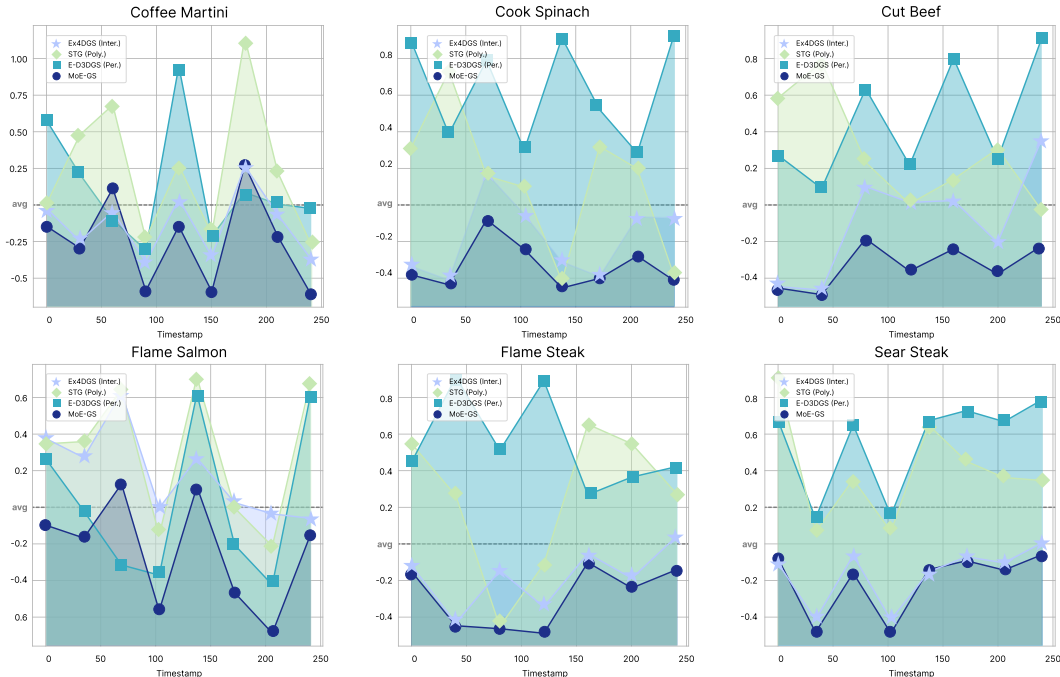 Coffee Martini
Ex4DGS (Inter.)
STG (Poly.)
E-D3DGS (Per.)
MoE-GS
1.00
0.75
0.50
0.25
avg
-0.25
-0.5
0 50 100 150 200 250
Timestamp
Cook Spinach
Ex4DGS (Inter.)
STG (Poly.)
E-D3DGS (Per.)
MoE-GS
0.8
0.6
0.4
0.2
avg
-0.2
-0.4
0 50 100 150 200 250
Timestamp
Cut Beef
Ex4DGS (Inter.)
STG (Poly.)
E-D3DGS (Per.)
MoE-GS
0.8
0.6
0.4
0.2
avg
-0.2
-0.4
0 50 100 150 200 250
Timestamp
Flame Salmon
Ex4DGS (Inter.)
STG (Poly.)
E-D3DGS (Per.)
MoE-GS
0.6
0.4
0.2
avg
-0.2
-0.4
0.6
0 50 100 150 200 250
Timestamp
Flame Steak
Ex4DGS (Inter.)
STG (Poly.)
E-D3DGS (Per.)
MoE-GS
0.8
0.6
0.4
0.2
avg
-0.2
-0.4
0 50 100 150 200 250
Timestamp
Sear Steak
Ex4DGS (Inter.)
STG (Poly.)
E-D3DGS (Per.)
MoE-GS
0.8
0.6
0.4
0.2
avg
-0.2
-0.4
0 50 100 150 200 250
Timestamp